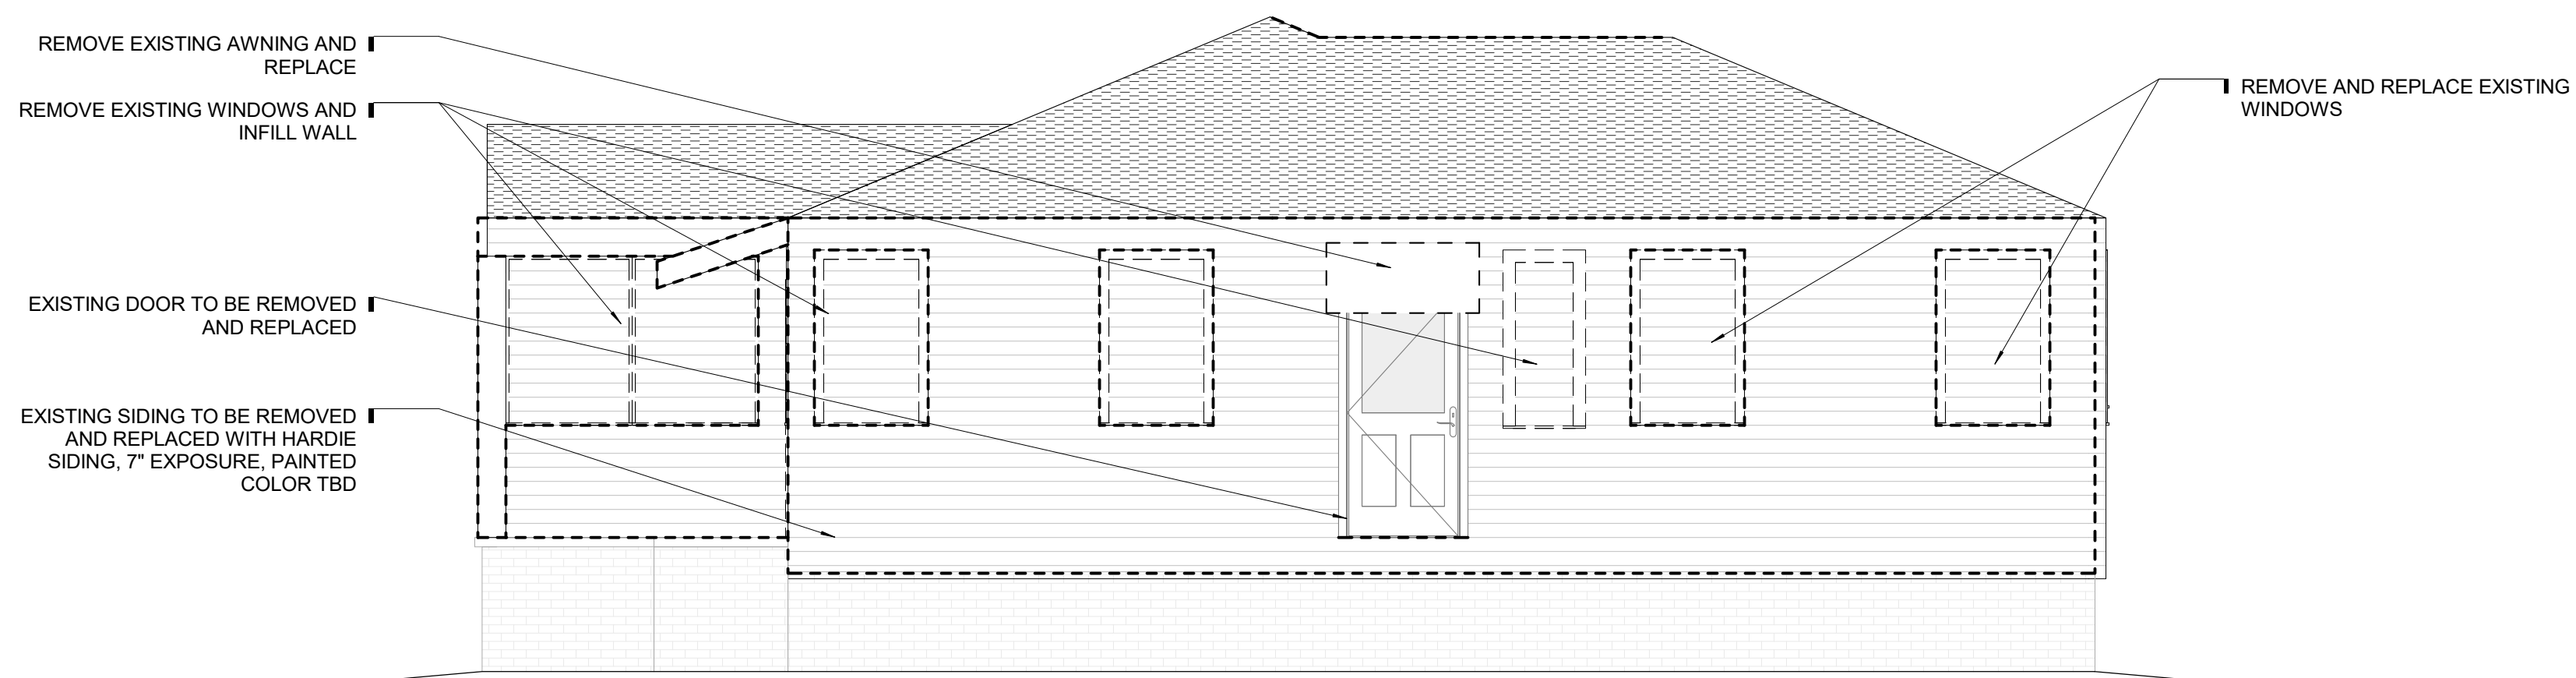 REMOVE EXISTING AWNING AND
REPLACE
REMOVE EXISTING WINDOWS AND
INFILL WALL
EXISTING DOOR TO BE REMOVED
AND REPLACED
EXISTING SIDING TO BE REMOVED
AND REPLACED WITH HARDIE
SIDING, 7" EXPOSURE, PAINTED
COLOR TBD
REMOVE AND REPLACE EXISTING
WINDOWS